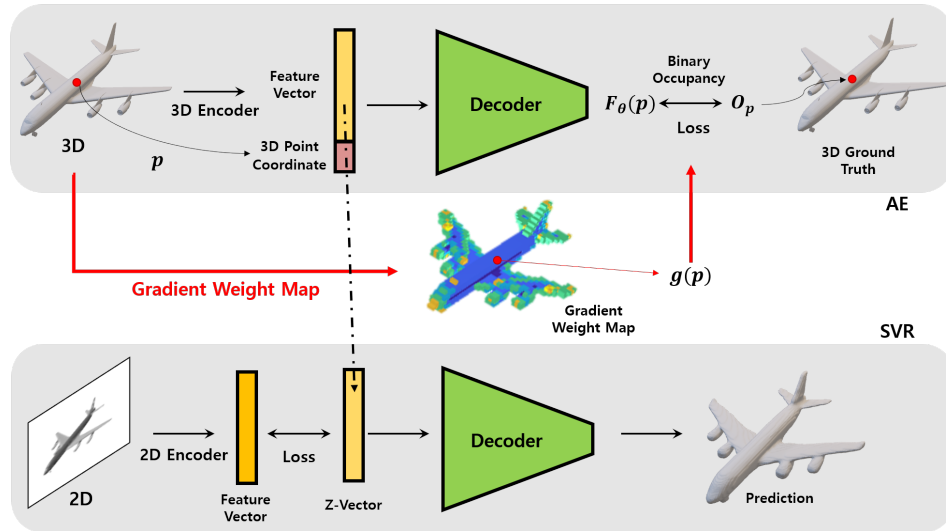 3D
3D Encoder
p
Feature
Vector
3D Point
Coordinate
Decoder
Binary
Occupancy
F_θ(p)
O_p
Loss
3D Ground
Truth
AE
Gradient Weight Map
Gradient
Weight Map
g(p)
SVR
2D
2D Encoder
Feature
Vector
Loss
Z-Vector
Decoder
Prediction